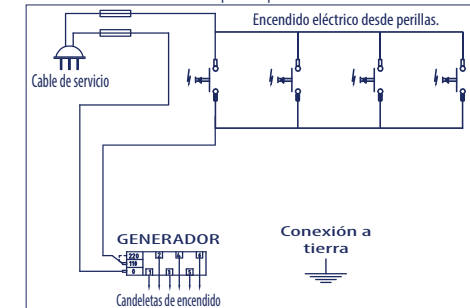 Encendido eléctrico desde perillas.
Cable de servicio
GENERADOR
220
110
0
2
4
6
1
3
5
Conexión a
tierra
Candeletas de encendido